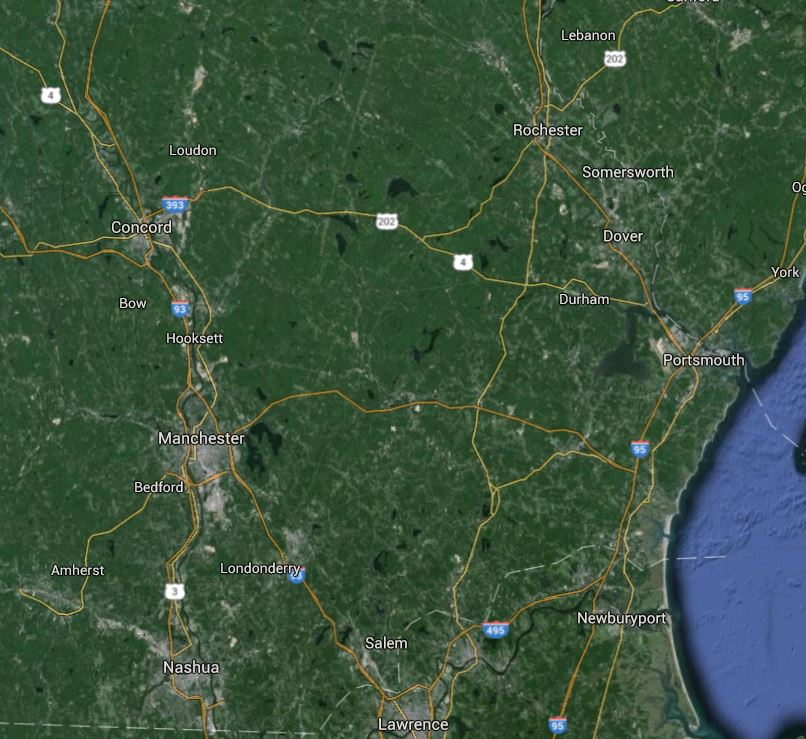 Lebanon
202
4
Rochester
Loudon
Somersworth
393
202
Concord
Dover
4
York
95
Durham
Bow
93
Hooksett
Portsmouth
Manchester
95
Bedford
Londonderry
Amherst
3
Newburyport
495
Salem
Nashua
Lawrence
95